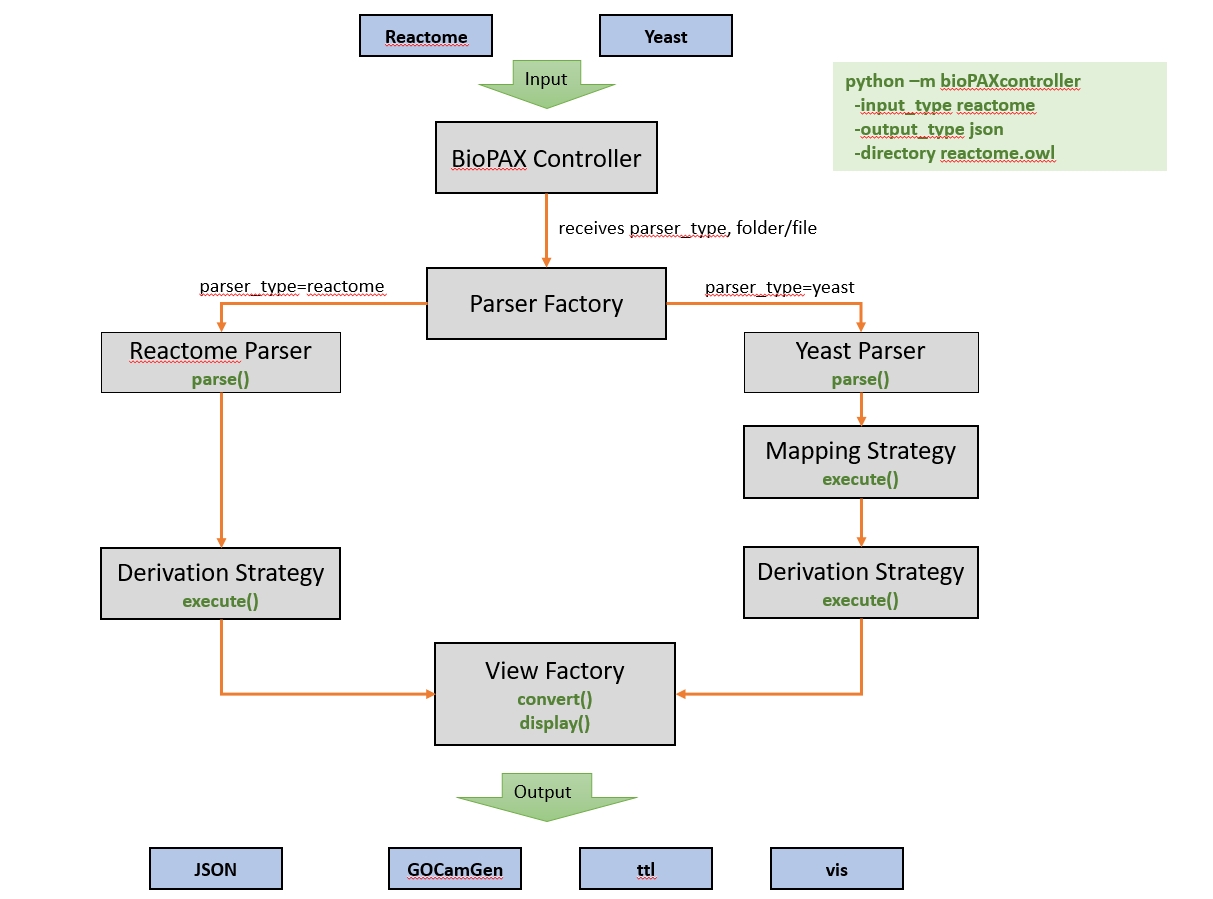 Reactome
Yeast
Input
python –m bioPAXcontroller
-input_type reactome
-output_type json
-directory reactome.owl
BioPAX Controller
receives parser_type, folder/file
parser_type=reactome
Parser Factory
parser_type=yeast
Reactome Parser
parse()
Yeast Parser
parse()
Mapping Strategy
execute()
Derivation Strategy
execute()
Derivation Strategy
execute()
View Factory
convert()
display()
Output
JSON
GOCamGen
ttl
vis